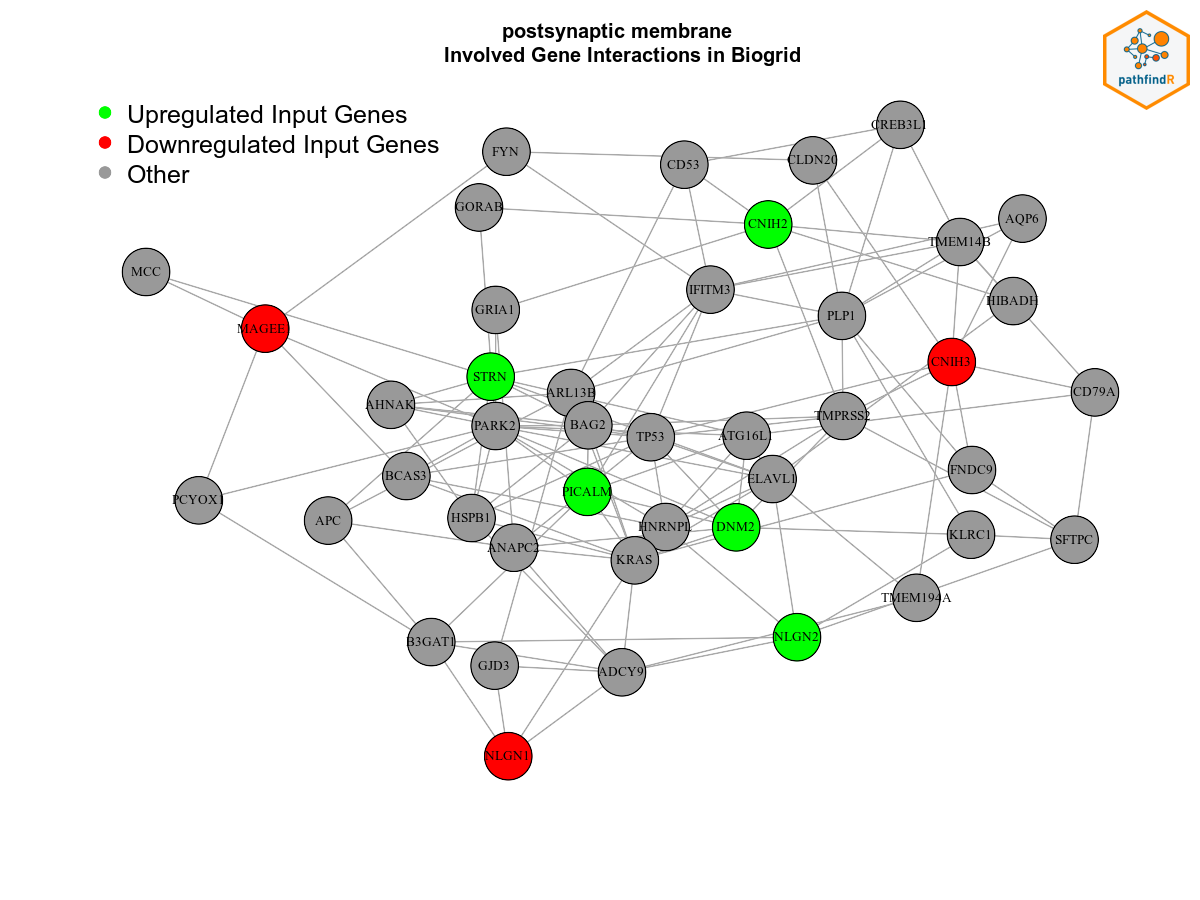 postsynaptic membrane
Involved Gene Interactions in Biogrid
pathfindR
Upregulated Input Genes
Downregulated Input Genes
Other
CREB3L1
FYN
CLDN20
CD53
GORAB
AQP6
CNIH2
TMEM14B
MCC
IFITM3
HIBADH
GRIA1
PLP1
MAGEE1
CNIH3
STRN
CD79A
ARL13B
AHNAK
TMPRSS2
PARK2
BAG2
TP53
ATG16L1
FNDC9
BCAS3
ELAVL1
PICALM
PCYOX1
HSPB1
APC
HNRNPL
DNM2
KLRC1
SFTPC
ANAPC2
KRAS
TMEM194A
NLGN2
B3GAT1
GJD3
ADCY9
NLGN1